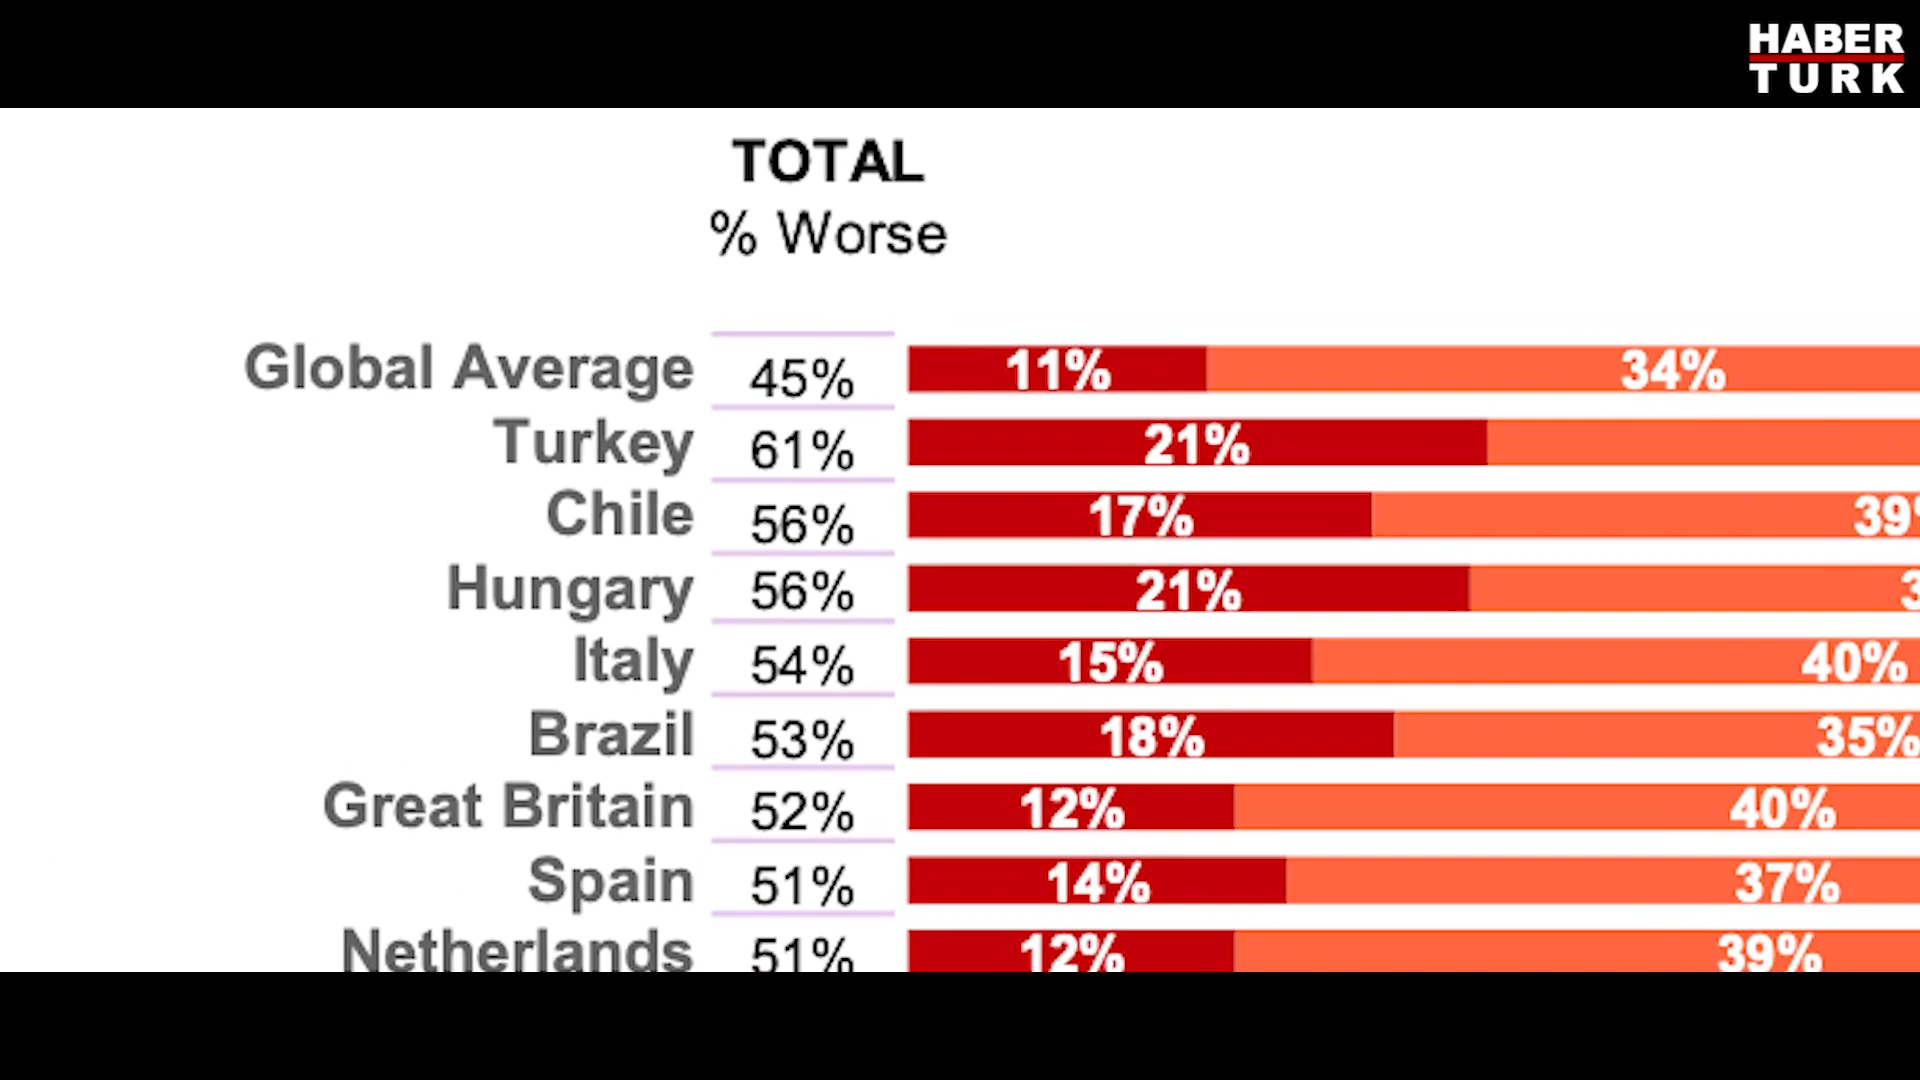 HABER
TURK
TOTAL
% Worse
Global Average 45% 11% 34%
Turkey 61% 21%
Chile 56% 17% 39
Hungary 56% 21%
Italy 54% 15% 40%
Brazil 53% 18% 35%
Great Britain 52% 12% 40%
Spain 51% 14% 37%
Netherlands 51% 12% 39%